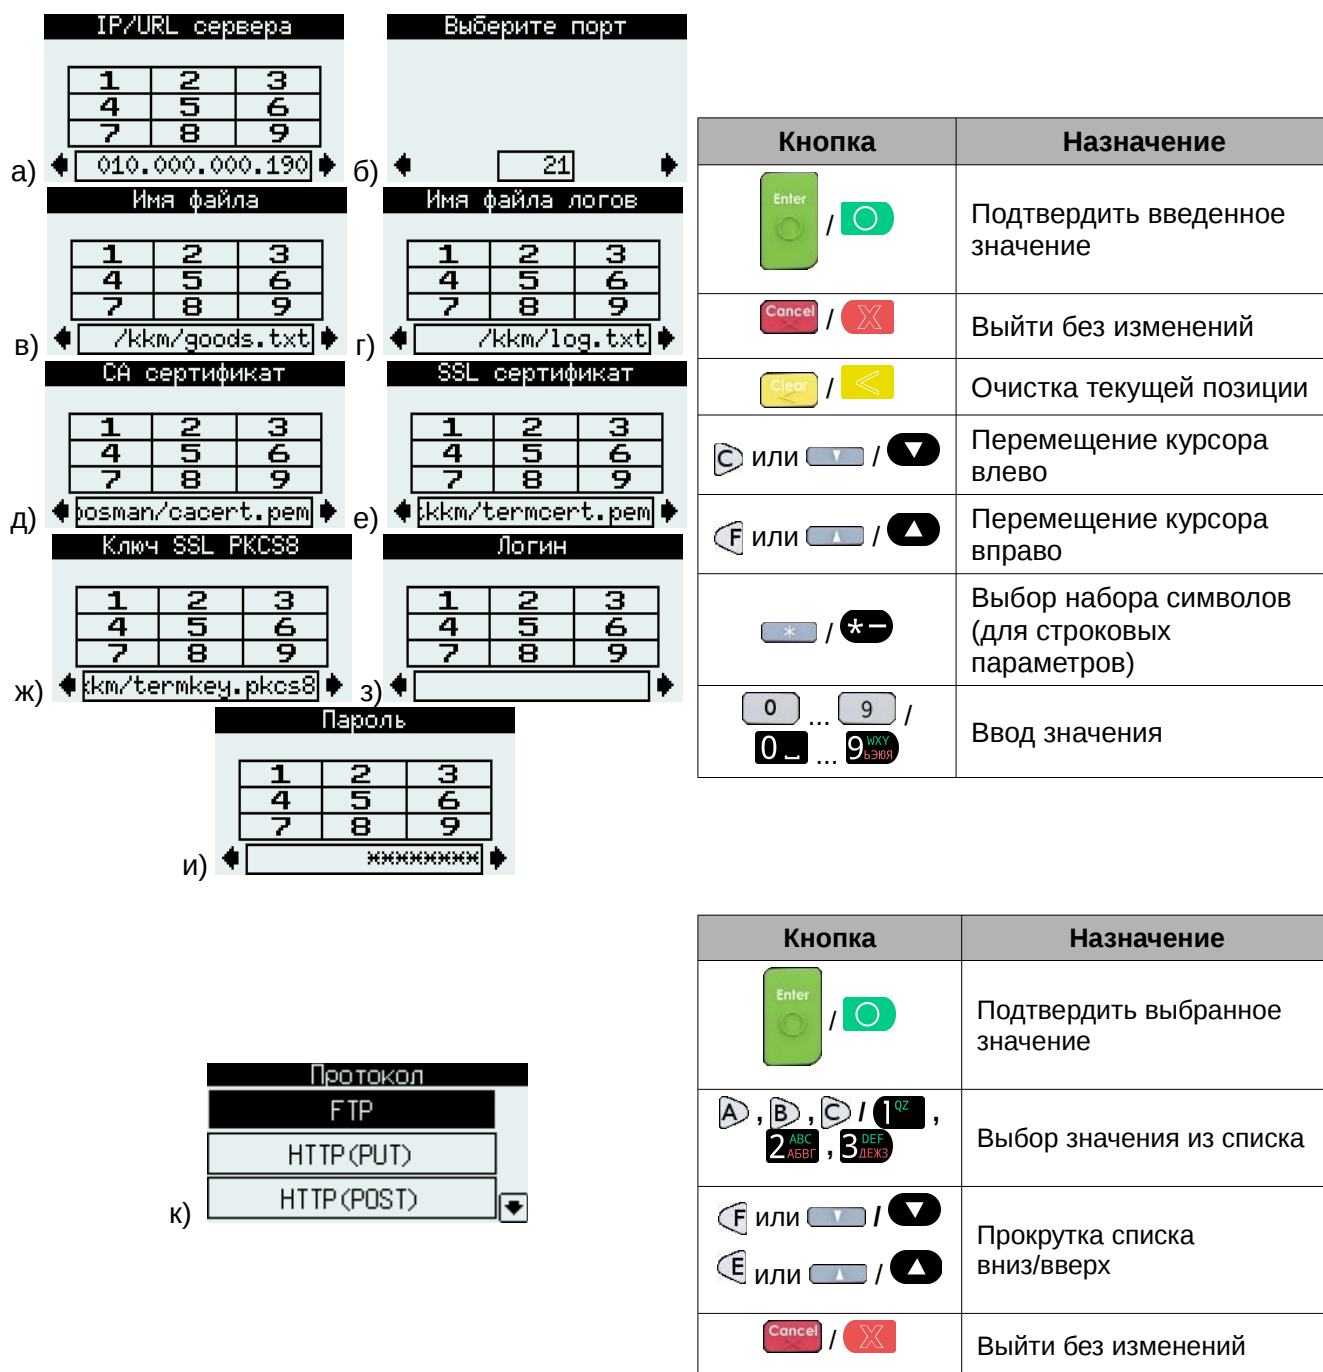 IP/URL сервера
1 2 3
4 5 6
7 8 9
а) 010.000.000.190
Выберите порт
б) 21
Имя файла
1 2 3
4 5 6
7 8 9
в) /kkm/goods.txt
Имя файла логов
1 2 3
4 5 6
7 8 9
г) /kkm/log.txt
CA сертификат
1 2 3
4 5 6
7 8 9
д) posman/cacert.pem
SSL сертификат
1 2 3
4 5 6
7 8 9
е) kkm/termcert.pem
Ключ SSL PKCS8
1 2 3
4 5 6
7 8 9
ж) km/termkey.pkcs8
Логин
1 2 3
4 5 6
7 8 9
з)
Пароль
1 2 3
4 5 6
7 8 9
и) ********
Кнопка Назначение
Enter / Подтвердить введенное
значение
Cancel / X Выйти без изменений
Clear < / < Очистка текущей позиции
C или / Перемещение курсора
влево
F или / Перемещение курсора
вправо
* / *– Выбор набора символов
(для строковых
параметров)
0 ... 9 /
0 ... 9 WXY ЬЭЮЯ
Ввод значения
Протокол
FTP
HTTP(PUT)
к) HTTP(POST)
Кнопка Назначение
Enter / Подтвердить выбранное
значение
A , B , C / 1 QZ ,
2 ABC АБВГ , 3 DEF ДЕЖЗ
Выбор значения из списка
F или /
E или /
Прокрутка списка
вниз/вверх
Cancel / X Выйти без изменений